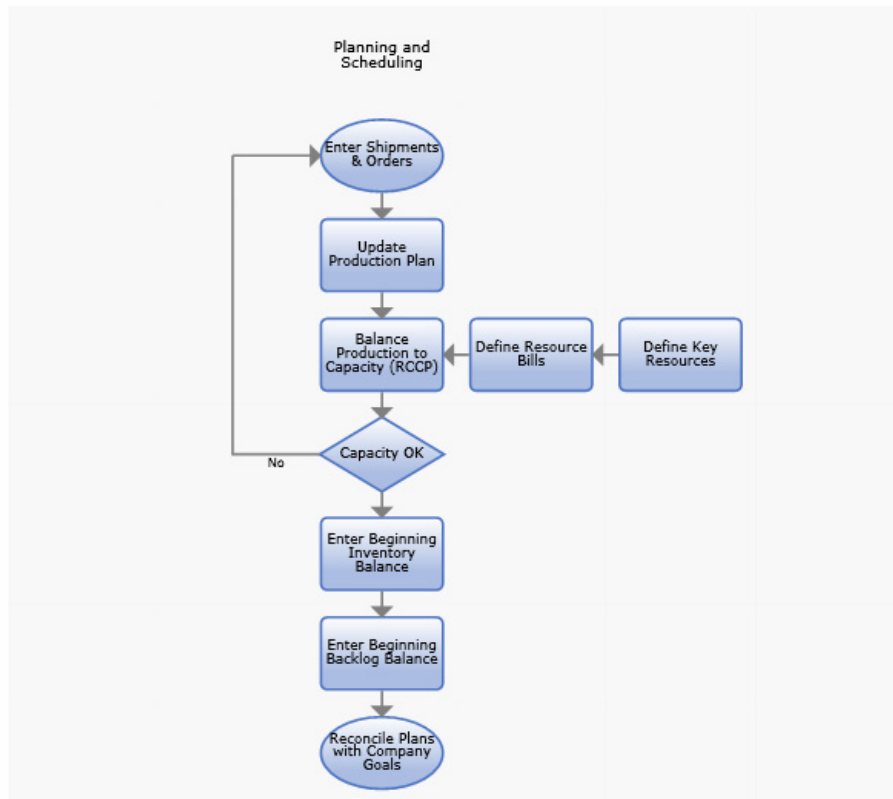 Planning and
Scheduling
Enter Shipments
& Orders
Update
Production Plan
Balance
Production to
Capacity (RCCP)
Define Resource
Bills
Define Key
Resources
Capacity OK
No
Enter Beginning
Inventory
Balance
Enter Beginning
Backlog Balance
Reconcile Plans
with Company
Goals